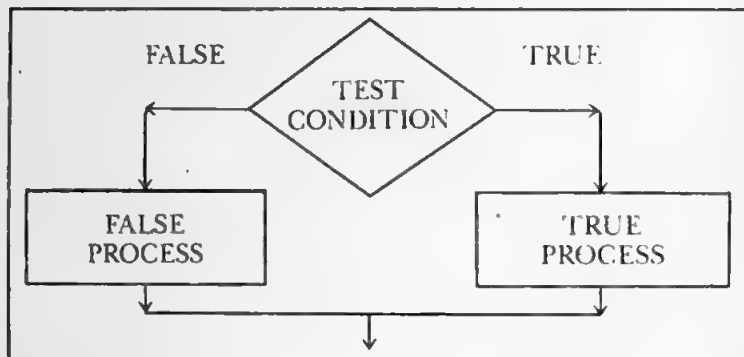 FALSE
TRUE
TEST
CONDITION
FALSE
PROCESS
TRUE
PROCESS